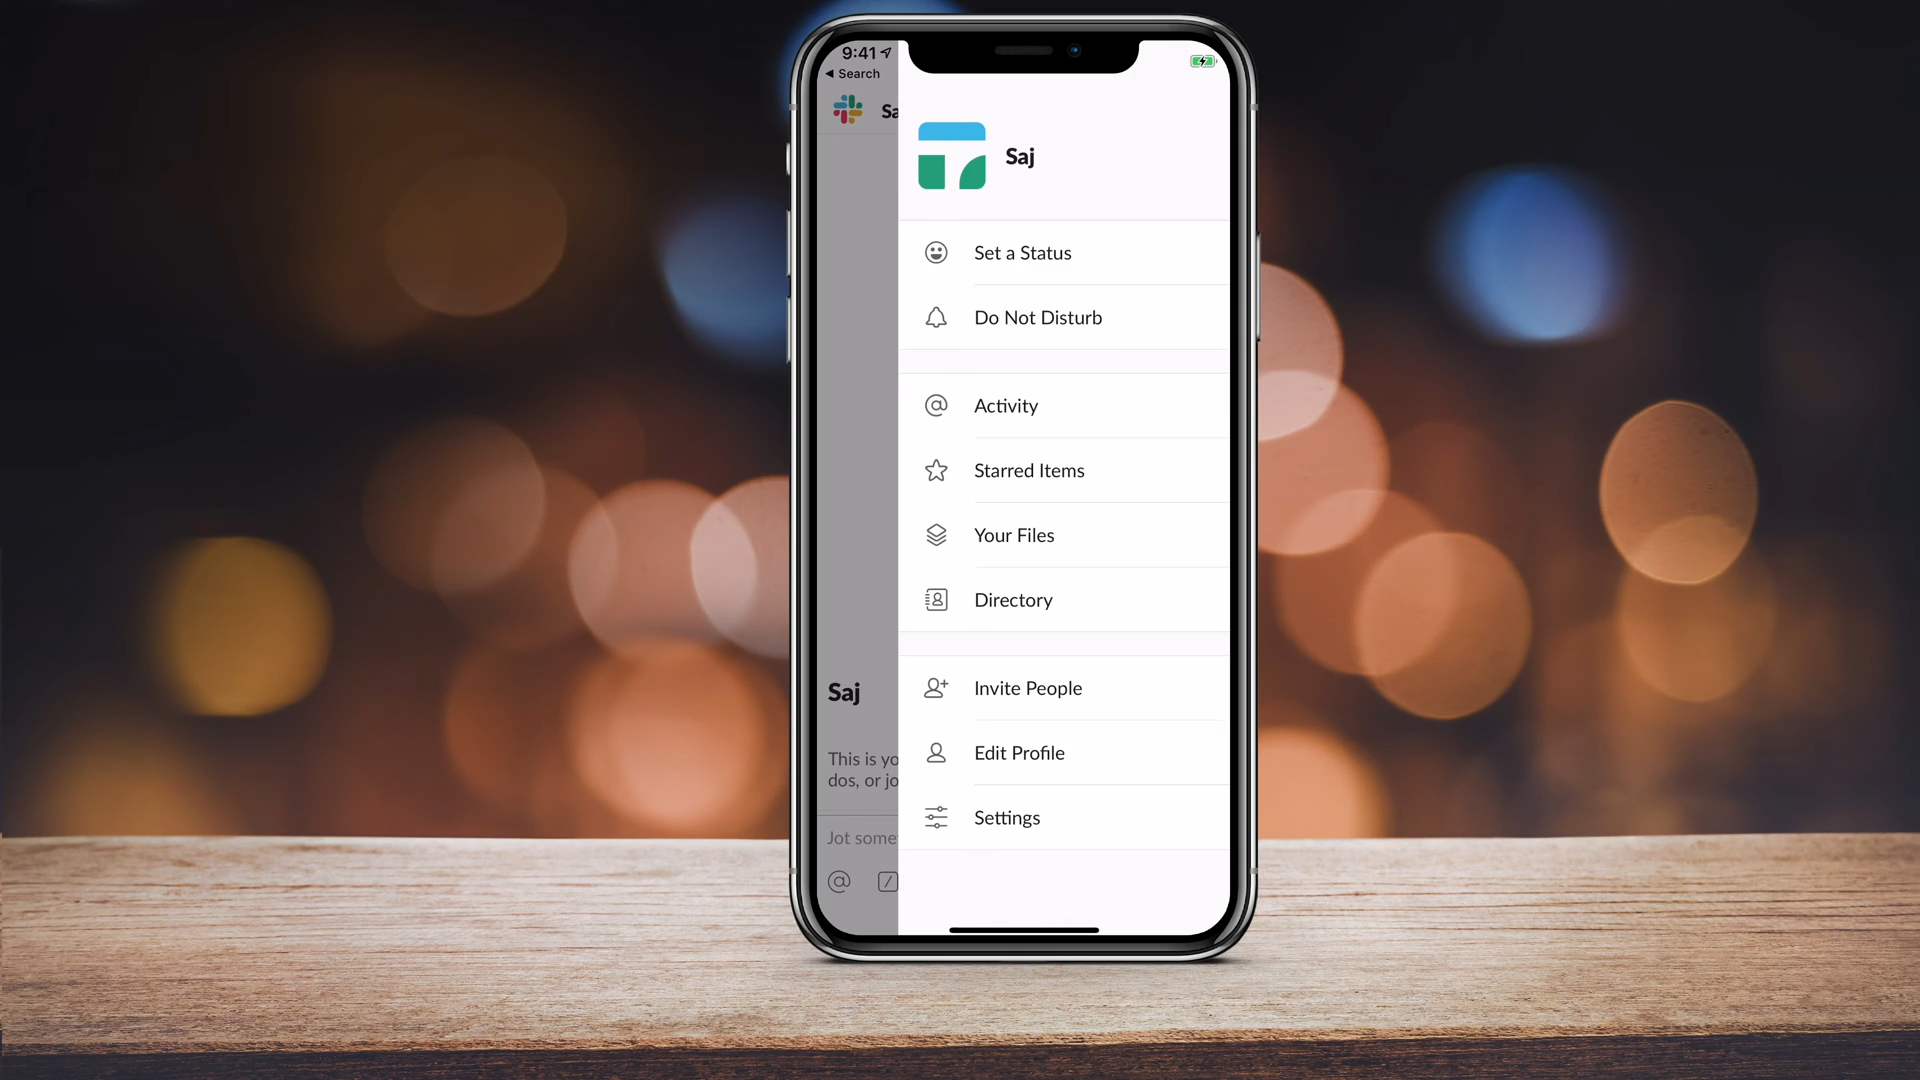 9:41
Search
Sa
Saj
Set a Status
Do Not Disturb
Activity
Starred Items
Your Files
Directory
Invite People
Edit Profile
Settings
Saj
This is yo
dos, or jo
Jot some